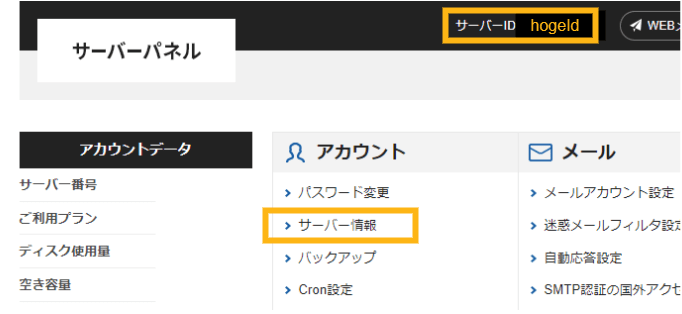 サーバーID hogeId
WEB
サーバーパネル
アカウントデータ
サーバー番号
ご利用プラン
ディスク使用量
空き容量
アカウント
パスワード変更
サーバー情報
バックアップ
Cron設定
メール
メールアカウント設定
迷惑メールフィルタ設定
自動応答設定
SMTP認証の国外アクセ